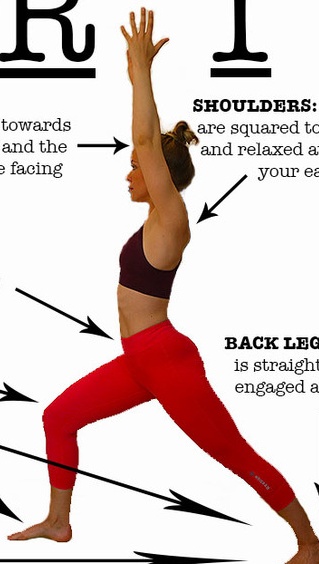 R I
SHOULDERS:
towards
are squared to
and the
and relaxed a
e facing
your ea
BACK LEG
is straight
engaged a